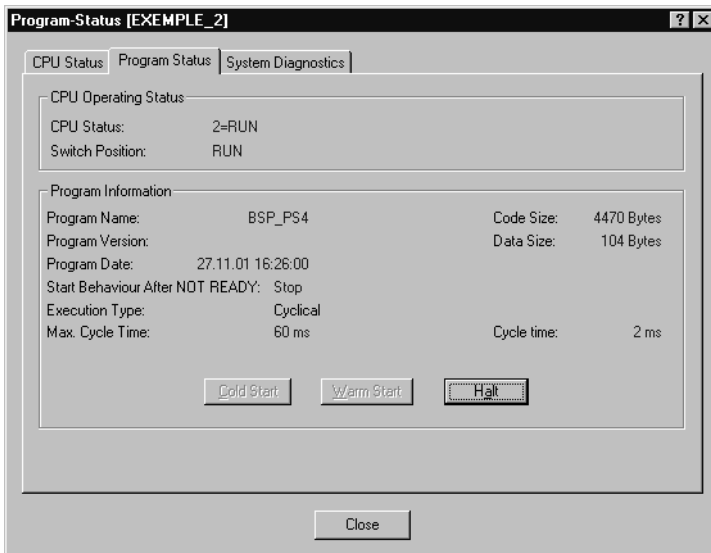 Program-Status [EXEMPLE_2]
CPU Status Program Status System Diagnostics
CPU Operating Status
CPU Status: 2=RUN
Switch Position: RUN
Program Information
Program Name: BSP_PS4 Code Size: 4470 Bytes
Program Version: Data Size: 104 Bytes
Program Date: 27.11.01 16:26:00
Start Behaviour After NOT READY: Stop
Execution Type: Cyclical
Max. Cycle Time: 60 ms Cycle time: 2 ms
Cold Start Warm Start Halt
Close